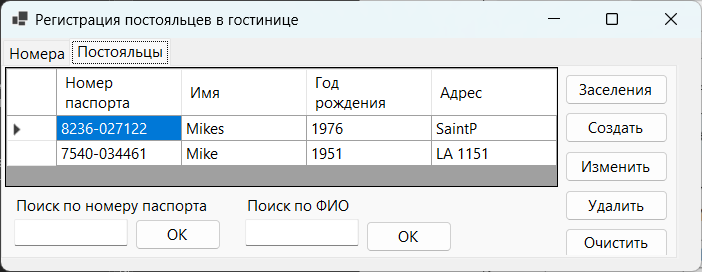 Регистрация постояльцев в гостинице
Номера Постояльцы
Номер паспорта Имя Год рождения Адрес
8236-027122 Mikes 1976 SaintP
7540-034461 Mike 1951 LA 1151
Заселения
Создать
Изменить
Удалить
Очистить
Поиск по номеру паспорта Поиск по ФИО
OK OK